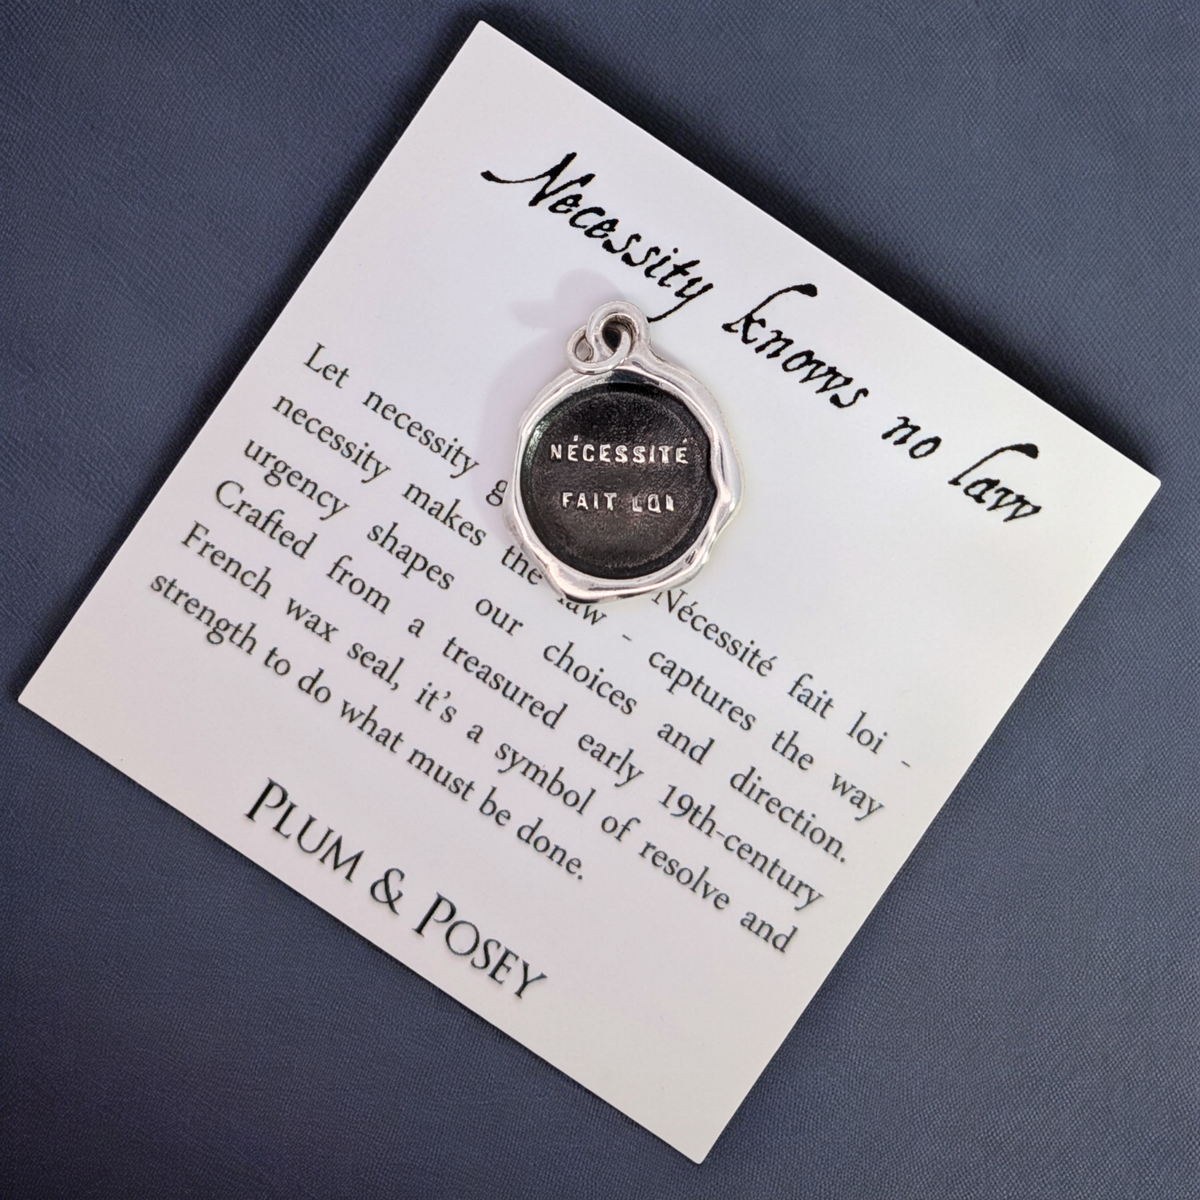 Necessity knows no law
NÉCESSITÉ
FAIT LOI
Let necessity Nécessité fait loi -
necessity makes the law - captures the way
urgency shapes our choices and direction.
Crafted from a treasured early 19th-century
French wax seal, it's a symbol of resolve and
strength to do what must be done.
PLUM & POSEY